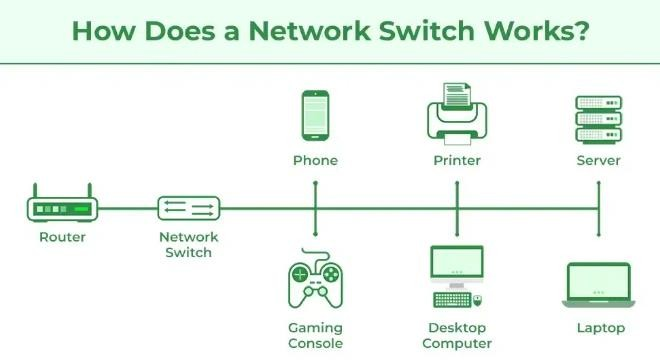 How Does a Network Switch Works?
Phone
Printer
Server
Router
Network
Switch
Gaming
Console
Desktop
Computer
Laptop